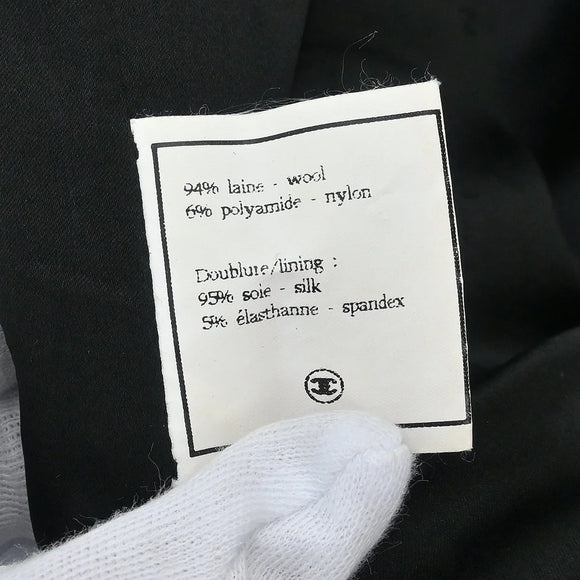 94% laine - wool
6% polyamide - nylon
Doublure/lining :
95% soie - silk
5% élasthanne - spandex